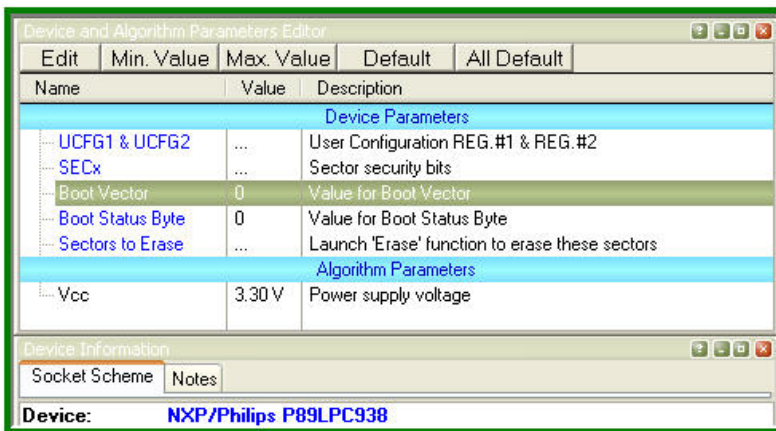 Device and Algorithm Parameters Editor
Edit Min. Value Max. Value Default All Default
Name Value Description
Device Parameters
UCFG1 & UCFG2 ... User Configuration REG.#1 & REG.#2
SECx ... Sector security bits
Boot Vector 0 Value for Boot Vector
Boot Status Byte 0 Value for Boot Status Byte
Sectors to Erase ... Launch 'Erase' function to erase these sectors
Algorithm Parameters
Vcc 3.30 V Power supply voltage
Device Information
Socket Scheme Notes
Device: NXP/Philips P89LPC938